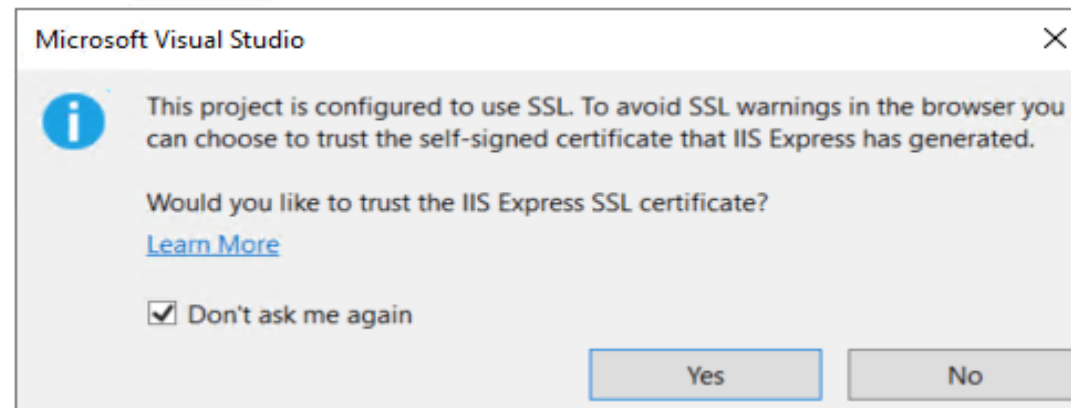 Microsoft Visual Studio
This project is configured to use SSL. To avoid SSL warnings in the browser you
can choose to trust the self-signed certificate that IIS Express has generated.
Would you like to trust the IIS Express SSL certificate?
Learn More
Don't ask me again
Yes No